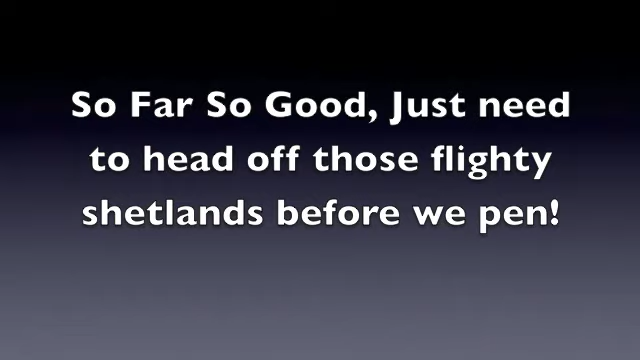 So Far So Good, Just need
to head off those flighty
shetlands before we pen!